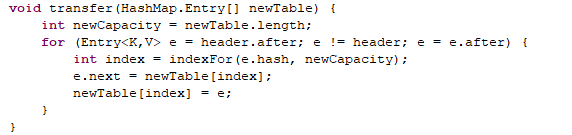 void transfer(HashMap.Entry[] newTable) {
    int newCapacity = newTable.length;
    for (Entry<K,V> e = header.after; e != header; e = e.after) {
        int index = indexFor(e.hash, newCapacity);
        e.next = newTable[index];
        newTable[index] = e;
    }
}